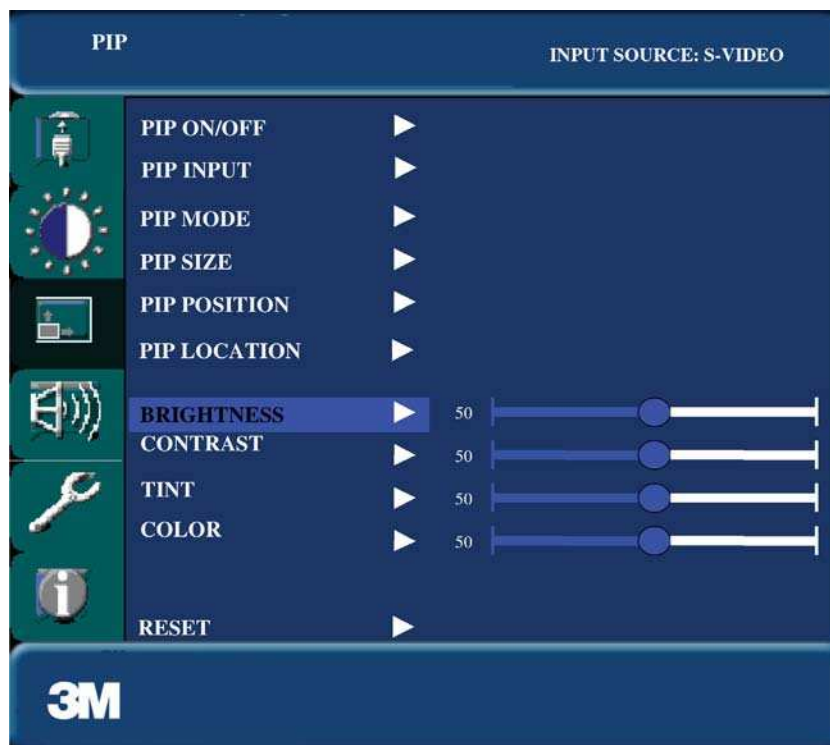 PIP
INPUT SOURCE: S-VIDEO
PIP ON/OFF
PIP INPUT
PIP MODE
PIP SIZE
PIP POSITION
PIP LOCATION
BRIGHTNESS 50
CONTRAST 50
TINT 50
COLOR 50
RESET
3M